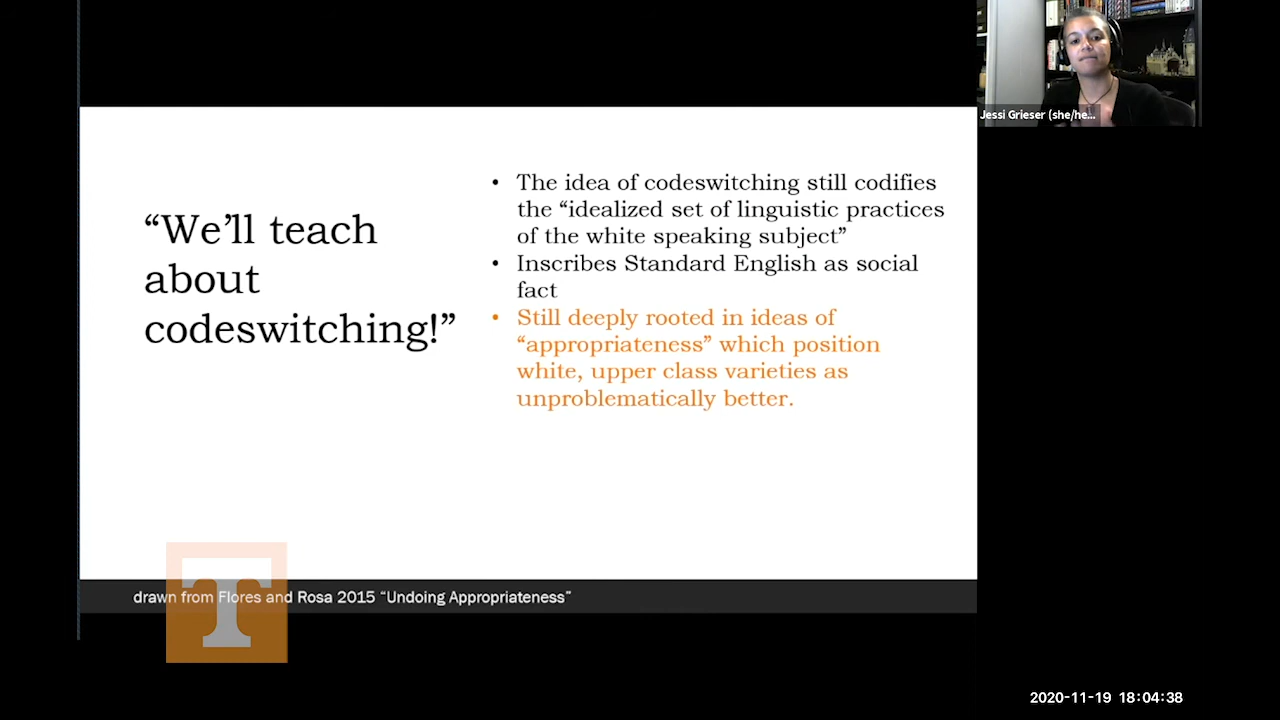 Jessi Grieser (she/he...
“We’ll teach
about
codeswitching!”
• The idea of codeswitching still codifies
the “idealized set of linguistic practices
of the white speaking subject”
• Inscribes Standard English as social
fact
• Still deeply rooted in ideas of
“appropriateness” which position
white, upper class varieties as
unproblematically better.
drawn from Flores and Rosa 2015 “Undoing Appropriateness”
T
2020-11-19 18:04:38